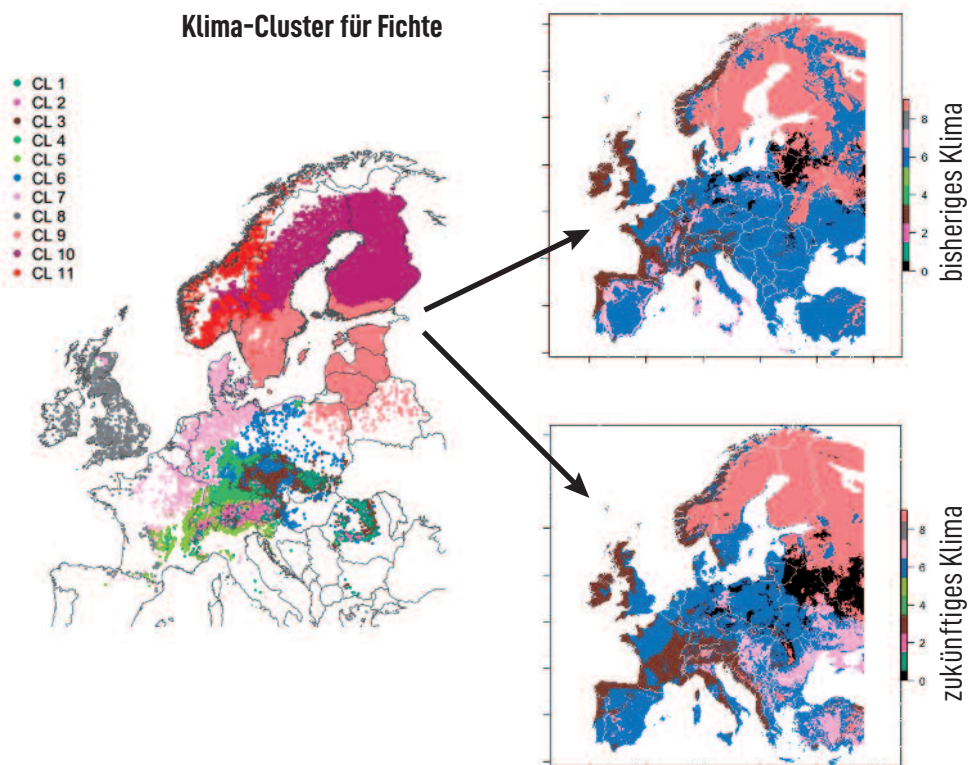 Klima-Cluster für Fichte
CL 1
CL 2
CL 3
CL 4
CL 5
CL 6
CL 7
CL 8
CL 9
CL 10
CL 11
8
6
4
2
0
bisheriges Klima
8
6
4
2
0
zukünftiges Klima